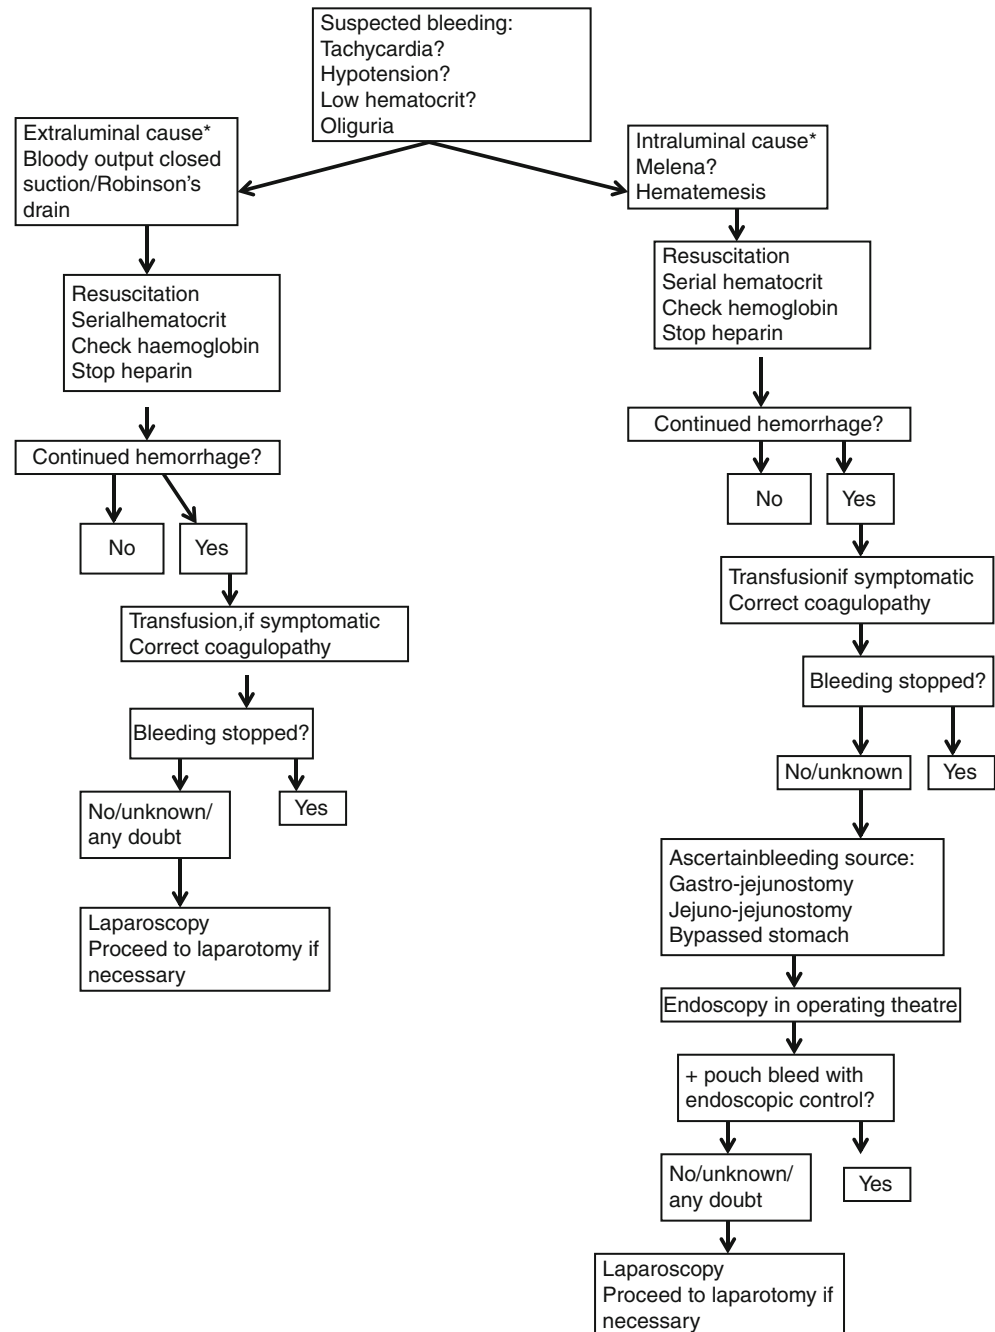 Suspected bleeding:
Tachycardia?
Hypotension?
Low hematocrit?
Oliguria
Extraluminal cause*
Bloody output closed
suction/Robinson's
drain
Resuscitation
Serialhematocrit
Check haemoglobin
Stop heparin
Continued hemorrhage?
No
Yes
Transfusion,if symptomatic
Correct coagulopathy
Bleeding stopped?
No/unknown/
any doubt
Yes
Laparoscopy
Proceed to laparotomy if
necessary
Intraluminal cause*
Melena?
Hematemesis
Resuscitation
Serial hematocrit
Check hemoglobin
Stop heparin
Continued hemorrhage?
No
Yes
Transfusionif symptomatic
Correct coagulopathy
Bleeding stopped?
No/unknown
Yes
Ascertainbleeding source:
Gastro-jejunostomy
Jejuno-jejunostomy
Bypassed stomach
Endoscopy in operating theatre
+ pouch bleed with
endoscopic control?
No/unknown/
any doubt
Yes
Laparoscopy
Proceed to laparotomy if
necessary